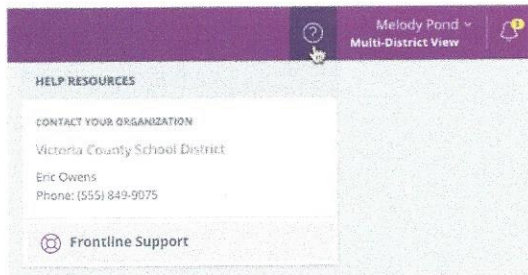 Melody Pond
Multi-District View
3
HELP RESOURCES
CONTACT YOUR ORGANIZATION
Victoria County School District
Eric Owens
Phone: (555) 849-9075
Frontline Support